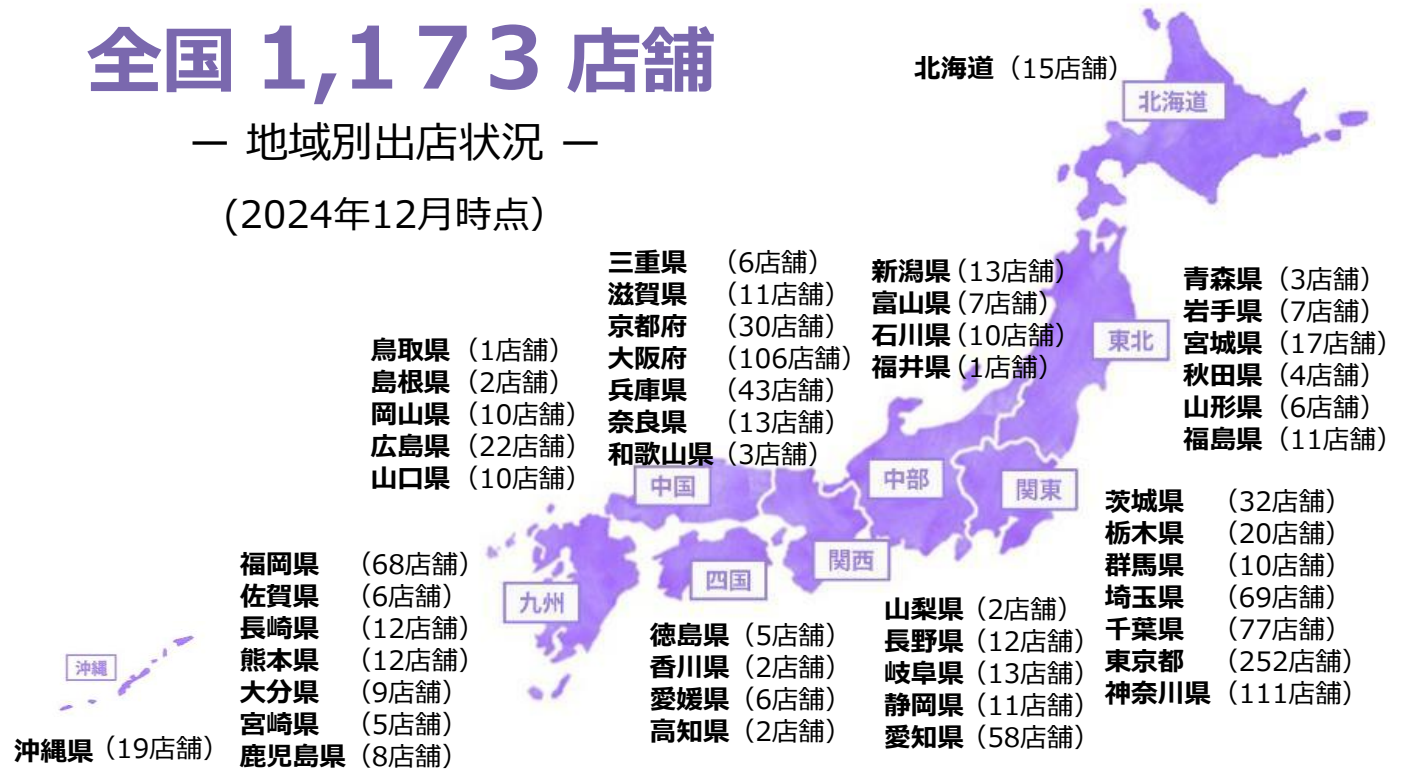 全国 1,173 店舗
― 地域別出店状況 ―
(2024年12月時点)
北海道（15店舗）
北海道
三重県（6店舗）
滋賀県（11店舗）
京都府（30店舗）
大阪府（106店舗）
兵庫県（43店舗）
奈良県（13店舗）
和歌山県（3店舗）
新潟県（13店舗）
富山県（7店舗）
石川県（10店舗）
福井県（1店舗）
青森県（3店舗）
岩手県（7店舗）
宮城県（17店舗）
秋田県（4店舗）
山形県（6店舗）
福島県（11店舗）
東北
鳥取県（1店舗）
島根県（2店舗）
岡山県（10店舗）
広島県（22店舗）
山口県（10店舗）
中国
中部
関東
茨城県（32店舗）
栃木県（20店舗）
群馬県（10店舗）
埼玉県（69店舗）
千葉県（77店舗）
東京都（252店舗）
神奈川県（111店舗）
関西
四国
九州
福岡県（68店舗）
佐賀県（6店舗）
長崎県（12店舗）
熊本県（12店舗）
大分県（9店舗）
宮崎県（5店舗）
鹿児島県（8店舗）
徳島県（5店舗）
香川県（2店舗）
愛媛県（6店舗）
高知県（2店舗）
山梨県（2店舗）
長野県（12店舗）
岐阜県（13店舗）
静岡県（11店舗）
愛知県（58店舗）
沖縄
沖縄県（19店舗）